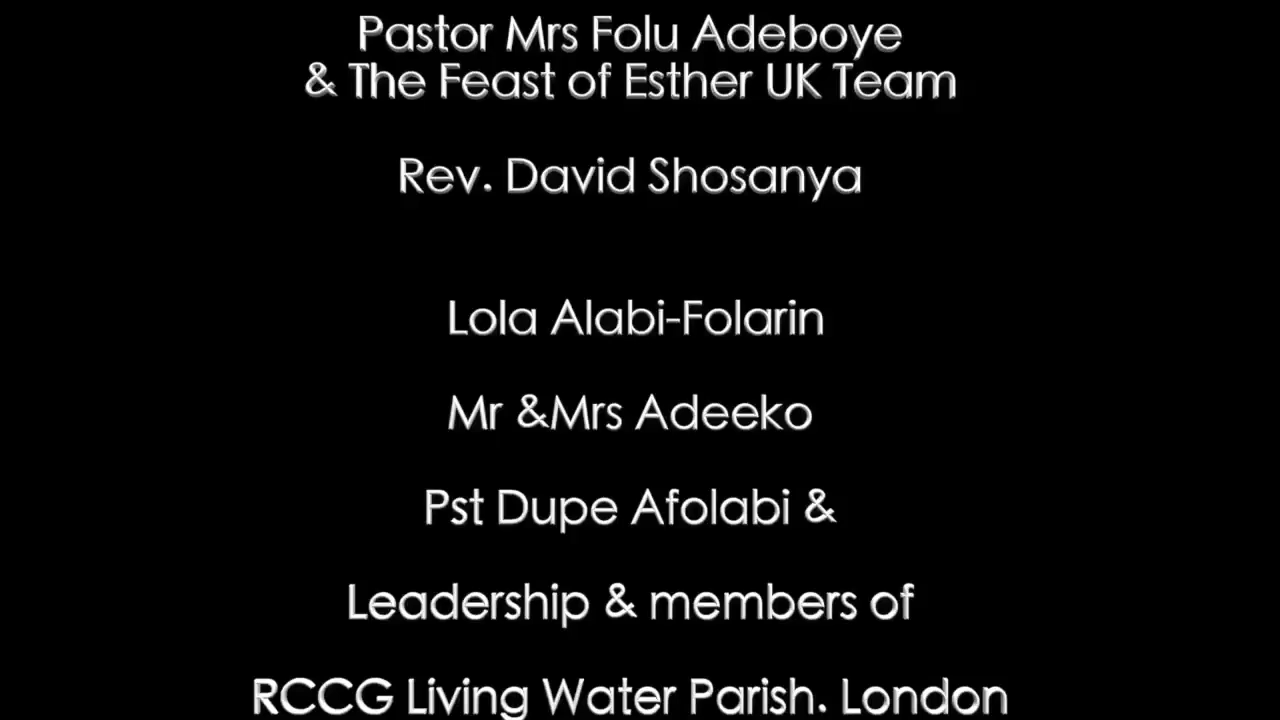 Pastor Mrs Folu Adeboye
& The Feast of Esther UK Team
Rev. David Shosanya
Lola Alabi-Folarin
Mr &Mrs Adeeko
Pst Dupe Afolabi &
Leadership & members of
RCCG Living Water Parish. London